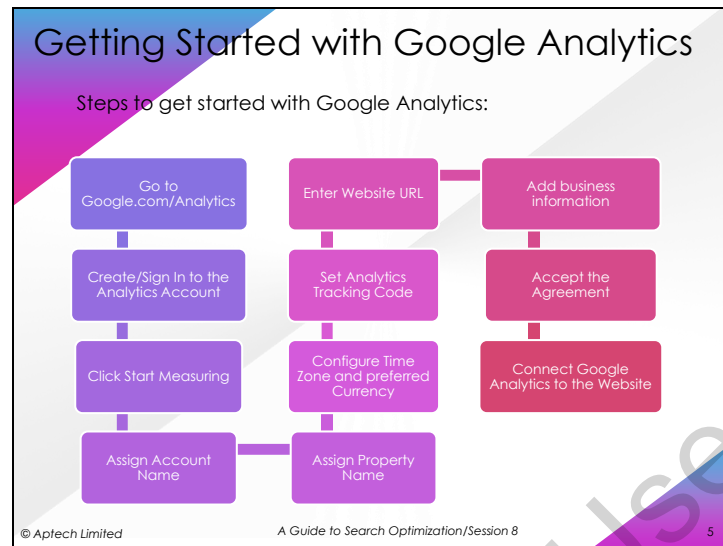 Getting Started with Google Analytics
Steps to get started with Google Analytics:
Go to
Google.com/Analytics
Create/Sign In to the
Analytics Account
Click Start Measuring
Assign Account
Name
Assign Property
Name
Configure Time
Zone and preferred
Currency
Set Analytics
Tracking Code
Enter Website URL
Add business
information
Accept the
Agreement
Connect Google
Analytics to the Website
© Aptech Limited
A Guide to Search Optimization/Session 8
5
Use